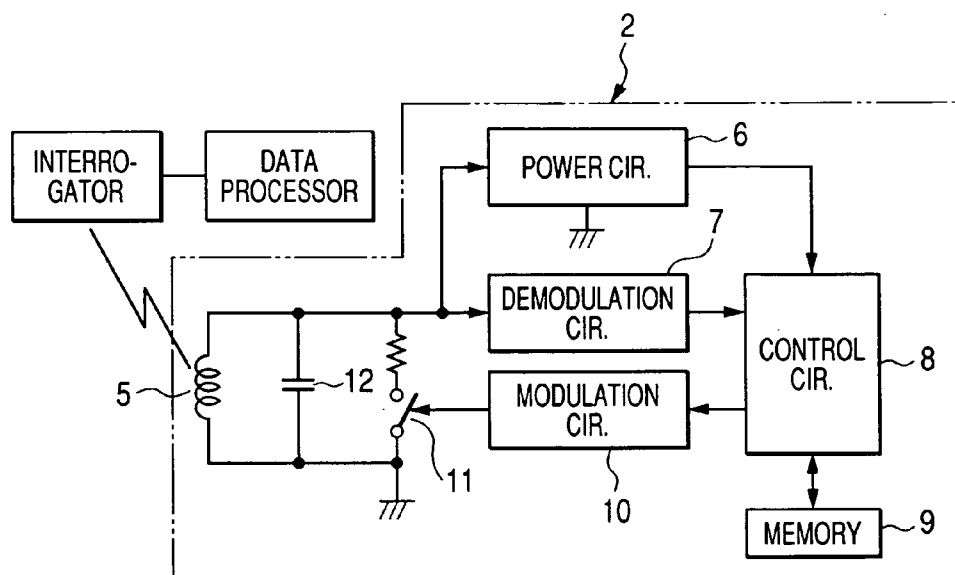 2
INTERRO-
GATOR
DATA
PROCESSOR
6
POWER CIR.
7
DEMODULATION
CIR.
CONTROL
CIR.
8
5
12
11
MODULATION
CIR.
10
MEMORY
9